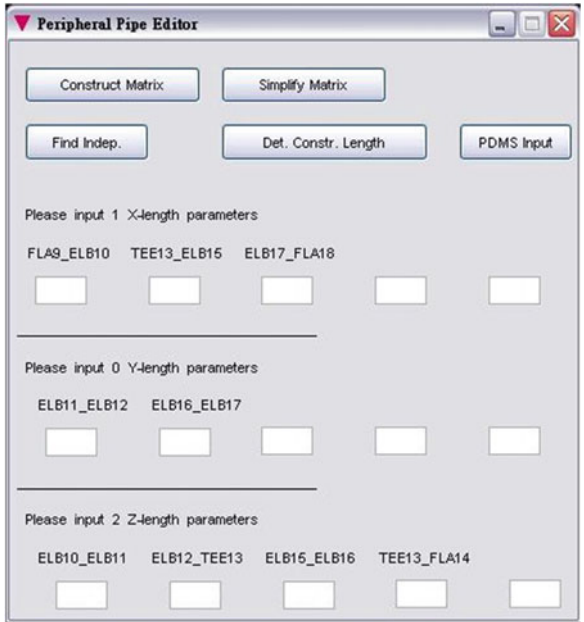 Peripheral Pipe Editor
Construct Matrix Simplify Matrix
Find Indep. Det. Constr. Length PDMS Input
Please input 1 X-length parameters
FLA9_ELB10 TEE13_ELB15 ELB17_FLA18
Please input 0 Y-length parameters
ELB11_ELB12 ELB16_ELB17
Please input 2 Z-length parameters
ELB10_ELB11 ELB12_TEE13 ELB15_ELB16 TEE13_FLA14